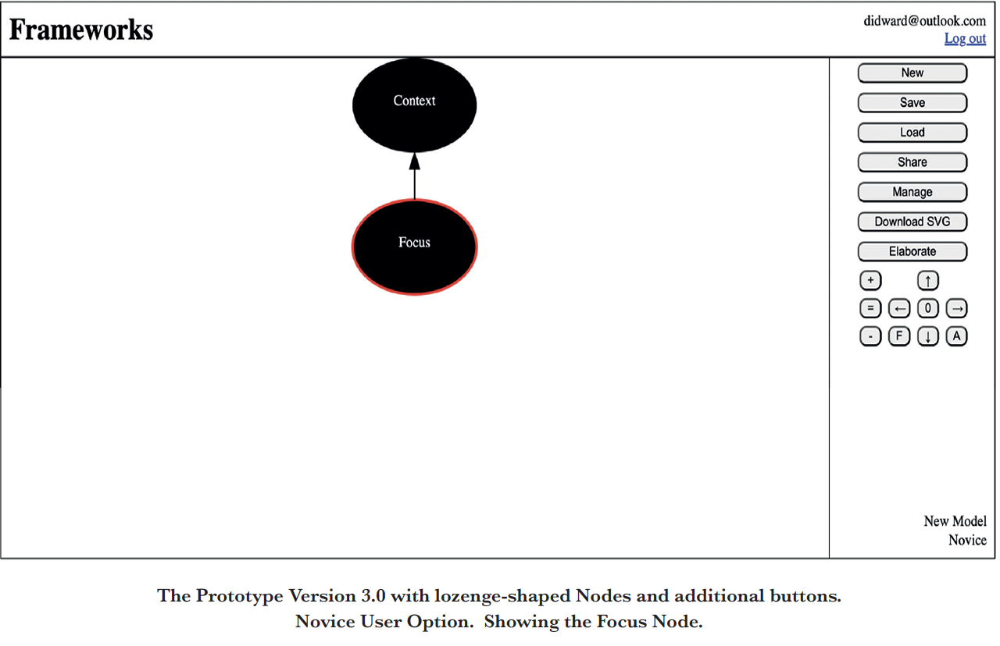 Frameworks
didward@outlook.com
Log out
Context
Focus
New
Save
Load
Share
Manage
Download SVG
Elaborate
+ ↑
= ← 0 →
- F ↓ A
New Model
Novice
The Prototype Version 3.0 with lozenge-shaped Nodes and additional buttons.
Novice User Option. Showing the Focus Node.